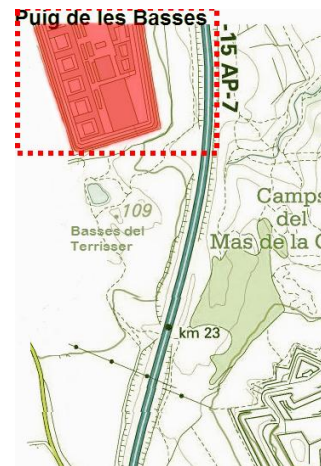 Puig de les Basses
-15 AP-7
109
Basses del
Terrisser
Camps
del
Mas de la C
km 23